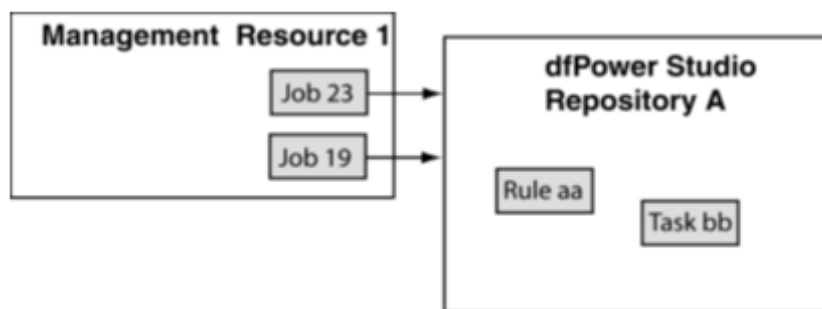 Management Resource 1
Job 23
Job 19
dfPower Studio
Repository A
Rule aa
Task bb